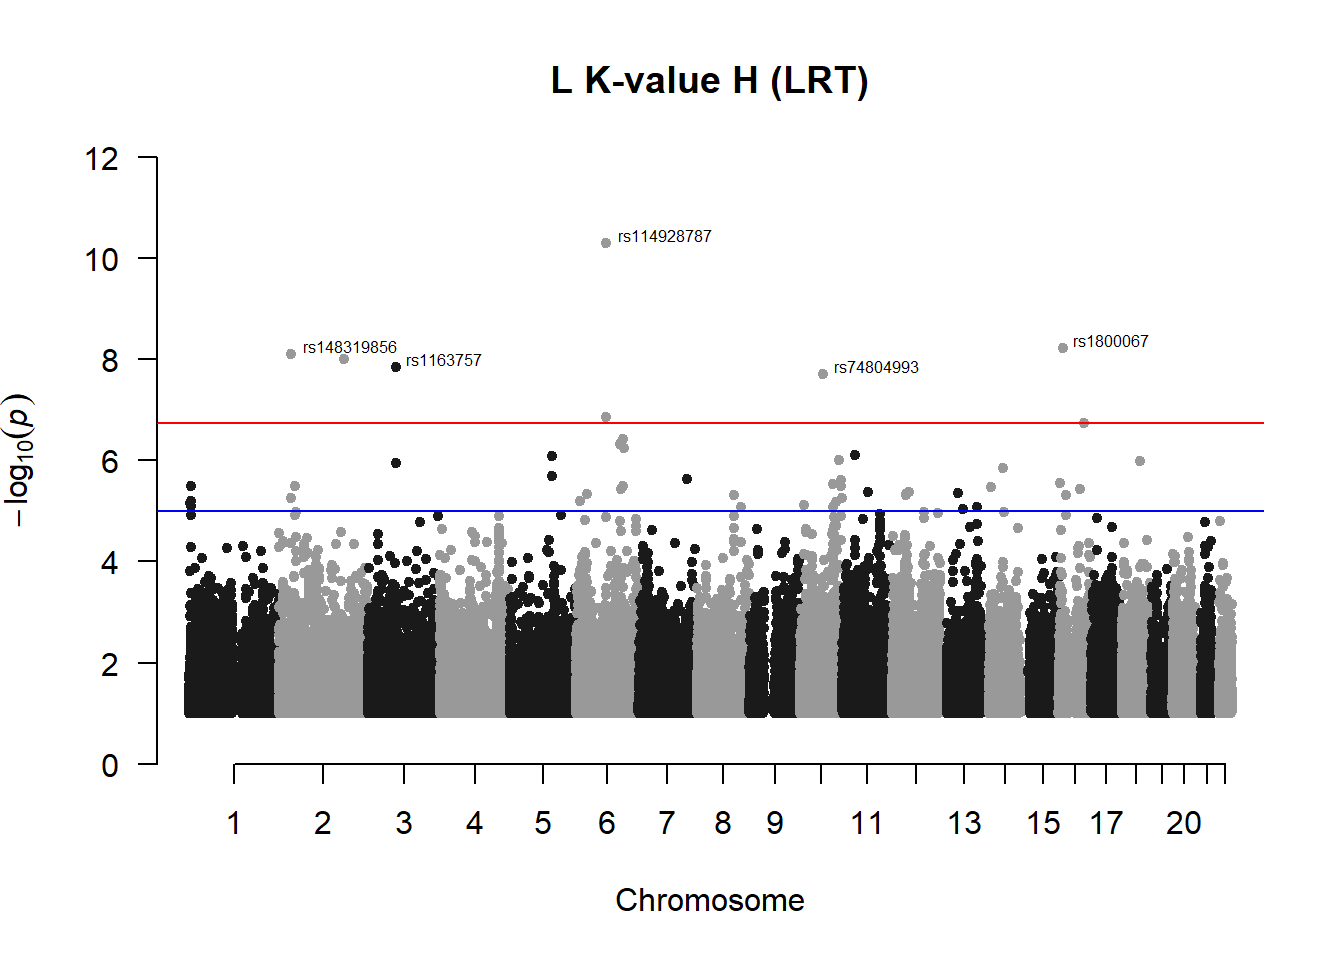 L K-value H (LRT)
12
10
8
6
4
2
0
−log10(p)
rs114928787
rs148319856
rs1163757
rs74804993
rs1800067
1 2 3 4 5 6 7 8 9 11 13 15 17 20
Chromosome